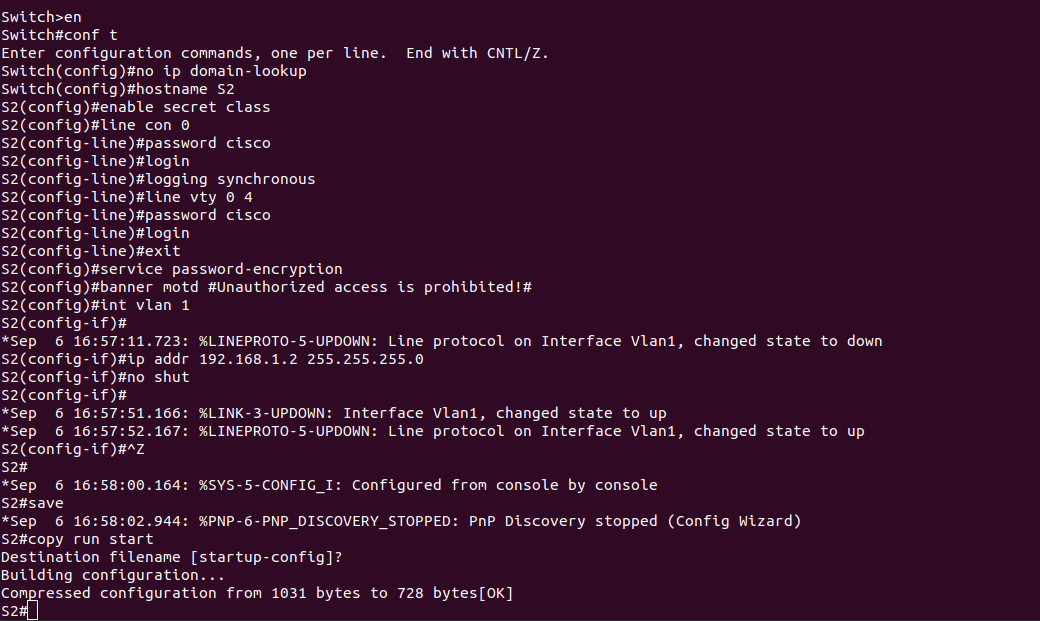 Switch>en
Switch#conf t
Enter configuration commands, one per line.  End with CNTL/Z.
Switch(config)#no ip domain-lookup
Switch(config)#hostname S2
S2(config)#enable secret class
S2(config)#line con 0
S2(config-line)#password cisco
S2(config-line)#login
S2(config-line)#logging synchronous
S2(config-line)#line vty 0 4
S2(config-line)#password cisco
S2(config-line)#login
S2(config-line)#exit
S2(config)#service password-encryption
S2(config)#banner motd #Unauthorized access is prohibited!#
S2(config)#int vlan 1
S2(config-if)#
*Sep  6 16:57:11.723: %LINEPROTO-5-UPDOWN: Line protocol on Interface Vlan1, changed state to down
S2(config-if)#ip addr 192.168.1.2 255.255.255.0
S2(config-if)#no shut
S2(config-if)#
*Sep  6 16:57:51.166: %LINK-3-UPDOWN: Interface Vlan1, changed state to up
*Sep  6 16:57:52.167: %LINEPROTO-5-UPDOWN: Line protocol on Interface Vlan1, changed state to up
S2(config-if)#^Z
S2#
*Sep  6 16:58:00.164: %SYS-5-CONFIG_I: Configured from console by console
S2#save
*Sep  6 16:58:02.944: %PNP-6-PNP_DISCOVERY_STOPPED: PnP Discovery stopped (Config Wizard)
S2#copy run start
Destination filename [startup-config]?
Building configuration...
Compressed configuration from 1031 bytes to 728 bytes[OK]
S2#